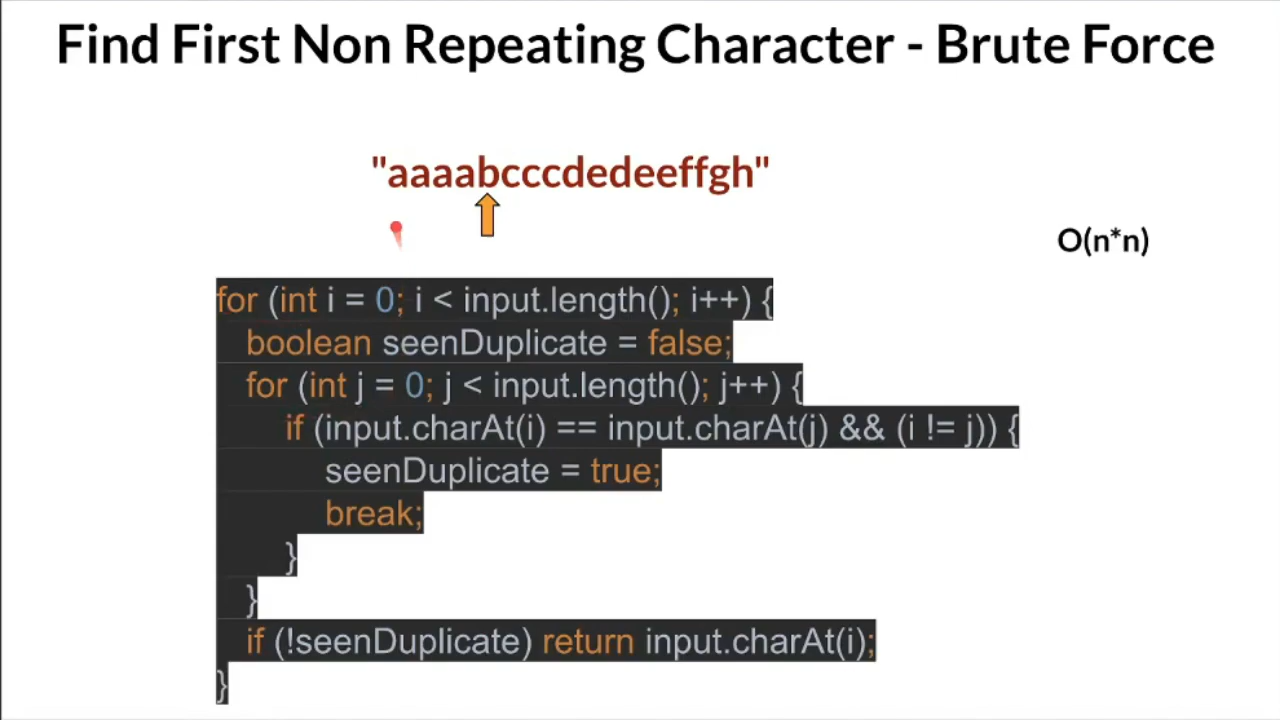 Find First Non Repeating Character - Brute Force
"aaaabcccdedeeffgh"
O(n*n)
for (int i = 0; i < input.length(); i++) {
boolean seenDuplicate = false;
for (int j = 0; j < input.length(); j++) {
if (input.charAt(i) == input.charAt(j) && (i != j)) {
seenDuplicate = true;
break;
}
}
if (!seenDuplicate) return input.charAt(i);
}